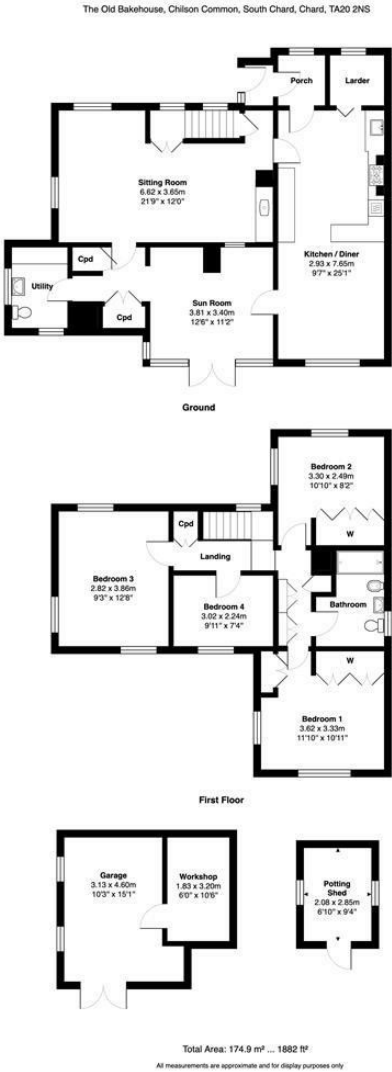 The Old Bakehouse, Chilson Common, South Chard, Chard, TA20 2NS
Porch
Larder
Sitting Room
6.62 x 3.65m
21'9" x 12'0"
Kitchen / Diner
2.93 x 7.65m
9'7" x 25'1"
Cpd
Utility
Cpd
Sun Room
3.81 x 3.40m
12'6" x 11'2"
Ground
Bedroom 2
3.30 x 2.49m
10'10" x 8'2"
W
Cpd
Landing
Bedroom 3
2.82 x 3.86m
9'3" x 12'8"
Bedroom 4
3.02 x 2.24m
9'11" x 7'4"
Bathroom
W
Bedroom 1
3.62 x 3.33m
11'10" x 10'11"
First Floor
Garage
3.13 x 4.60m
10'3" x 15'1"
Workshop
1.83 x 3.20m
6'0" x 10'6"
Potting
Shed
2.08 x 2.85m
6'10" x 9'4"
Total Area: 174.9 m² ... 1882 ft²
All measurements are approximate and for display purposes only